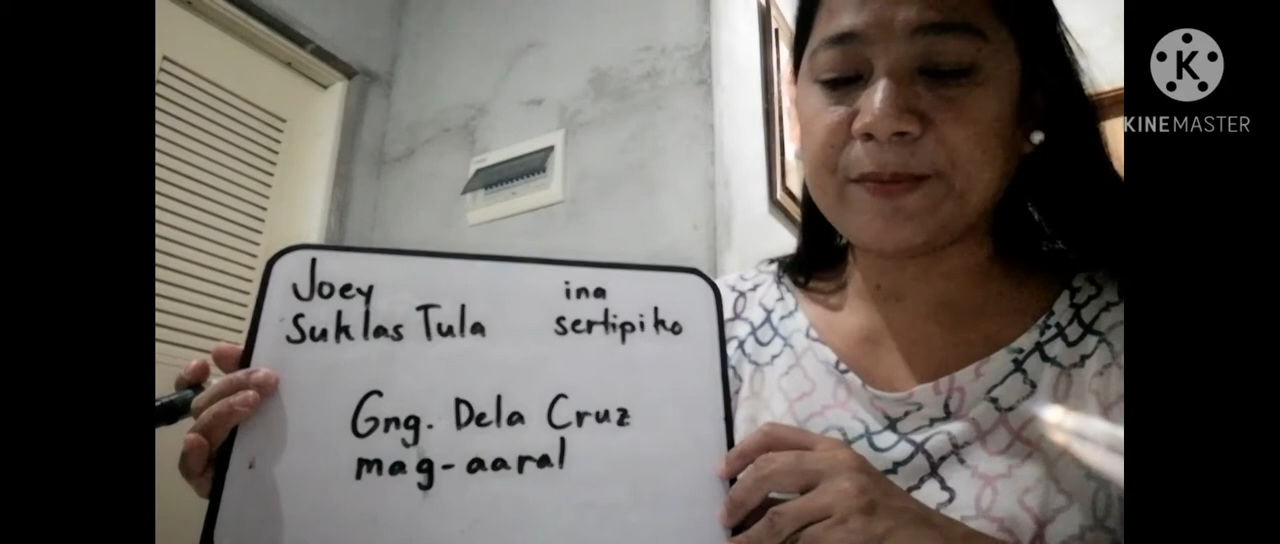 Joey
Suklas Tula
ina
sertipiko
Gng. Dela Cruz
mag-aaral
K
KINEMASTER